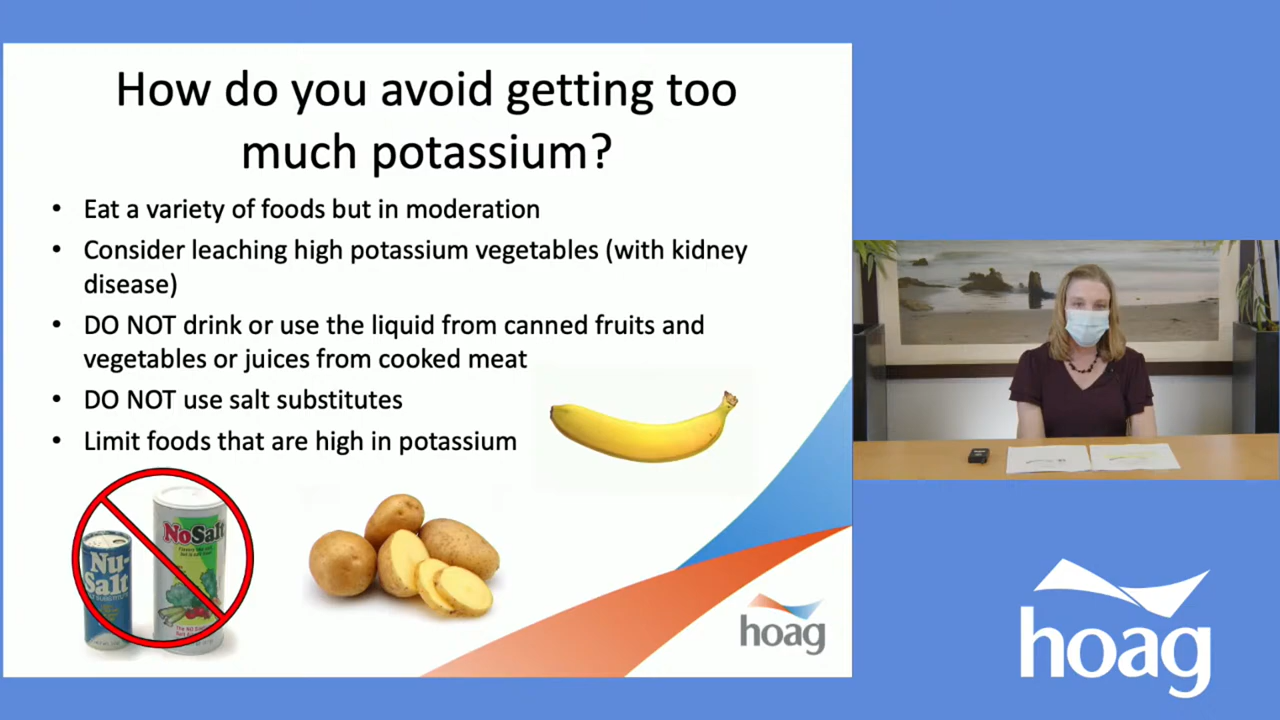 How do you avoid getting too
much potassium?
• Eat a variety of foods but in moderation
• Consider leaching high potassium vegetables (with kidney
disease)
• DO NOT drink or use the liquid from canned fruits and
vegetables or juices from cooked meat
• DO NOT use salt substitutes
• Limit foods that are high in potassium
Nu-
Salt
NoSalt
hoag
hoag